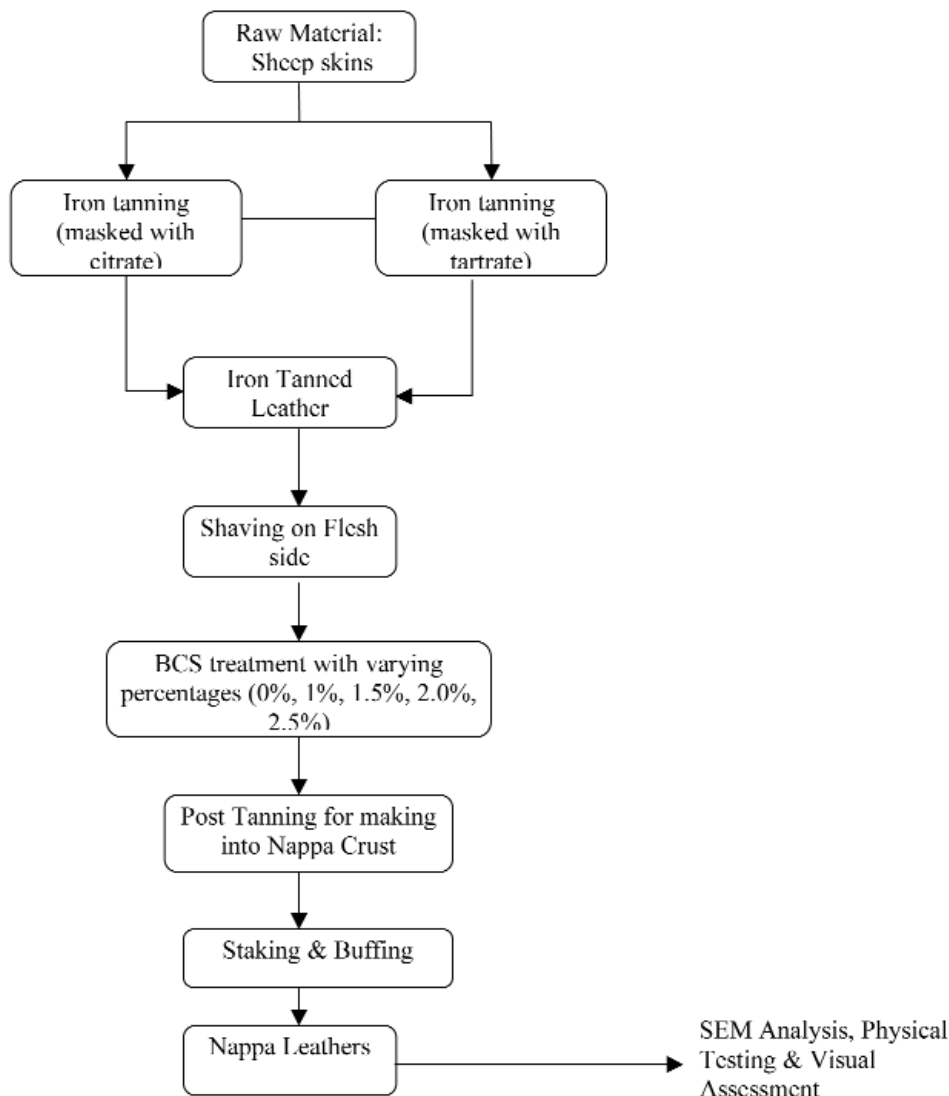 Raw Material:
Sheep skins
Iron tanning
(masked with
citrate)
Iron tanning
(masked with
tartrate)
Iron Tanned
Leather
Shaving on Flesh
side
BCS treatment with varying
percentages (0%, 1%, 1.5%, 2.0%,
2.5%)
Post Tanning for making
into Nappa Crust
Staking & Buffing
Nappa Leathers
SEM Analysis, Physical
Testing & Visual
Assessment